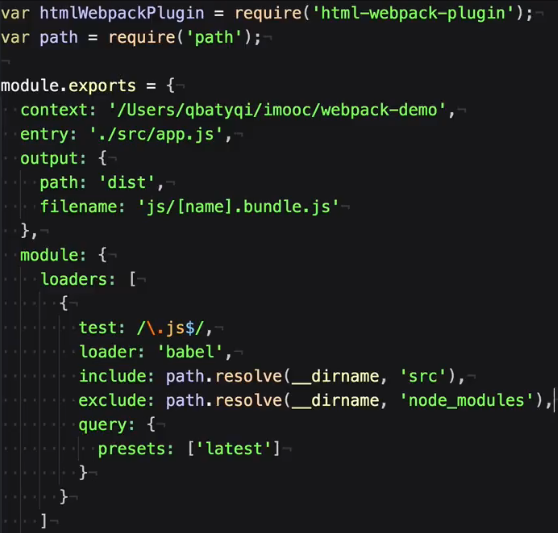 var htmlWebpackPlugin = require('html-webpack-plugin');
var path = require('path');

module.exports = {
  context: '/Users/qbatyqi/imooc/webpack-demo',
  entry: './src/app.js',
  output: {
    path: 'dist',
    filename: 'js/[name].bundle.js'
  },
  module: {
    loaders: [
      {
        test: /\.js$/,
        loader: 'babel',
        include: path.resolve(__dirname, 'src'),
        exclude: path.resolve(__dirname, 'node_modules'),
        query: {
          presets: ['latest']
        }
      }
    ]